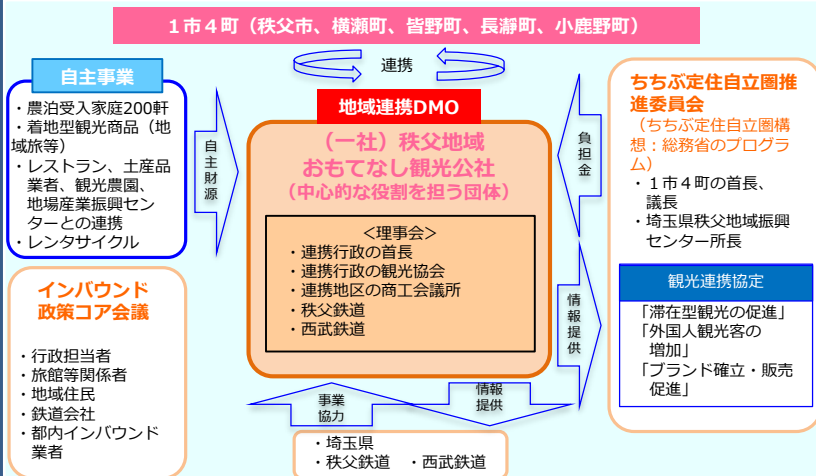 1市4町（秩父市、横瀬町、皆野町、長瀞町、小鹿野町）
連携
自主事業
・農泊受入家庭200軒
・着地型観光商品（地
域旅等）
・レストラン、土産品
業者、観光農園、
地場産業振興セン
ターとの連携
・レンタサイクル
自主財源
地域連携DMO
（一社）秩父地域
おもてなし観光公社
（中心的な役割を担う団体）
＜理事会＞
・連携行政の首長
・連携行政の観光協会
・連携地区の商工会議所
・秩父鉄道
・西武鉄道
負担金
ちちぶ定住自立圏推
進委員会
（ちちぶ定住自立圏構
想：総務省のプログラ
ム）
・１市４町の首長、
議長
・埼玉県秩父地域振興
センター所長
観光連携協定
「滞在型観光の促進」
「外国人観光客の
増加」
「ブランド確立・販売
促進」
情報提供
インバウンド
政策コア会議
・行政担当者
・旅館等関係者
・地域住民
・鉄道会社
・都内インバウンド
業者
事業
協力
情報
提供
・埼玉県
・秩父鉄道　・西武鉄道